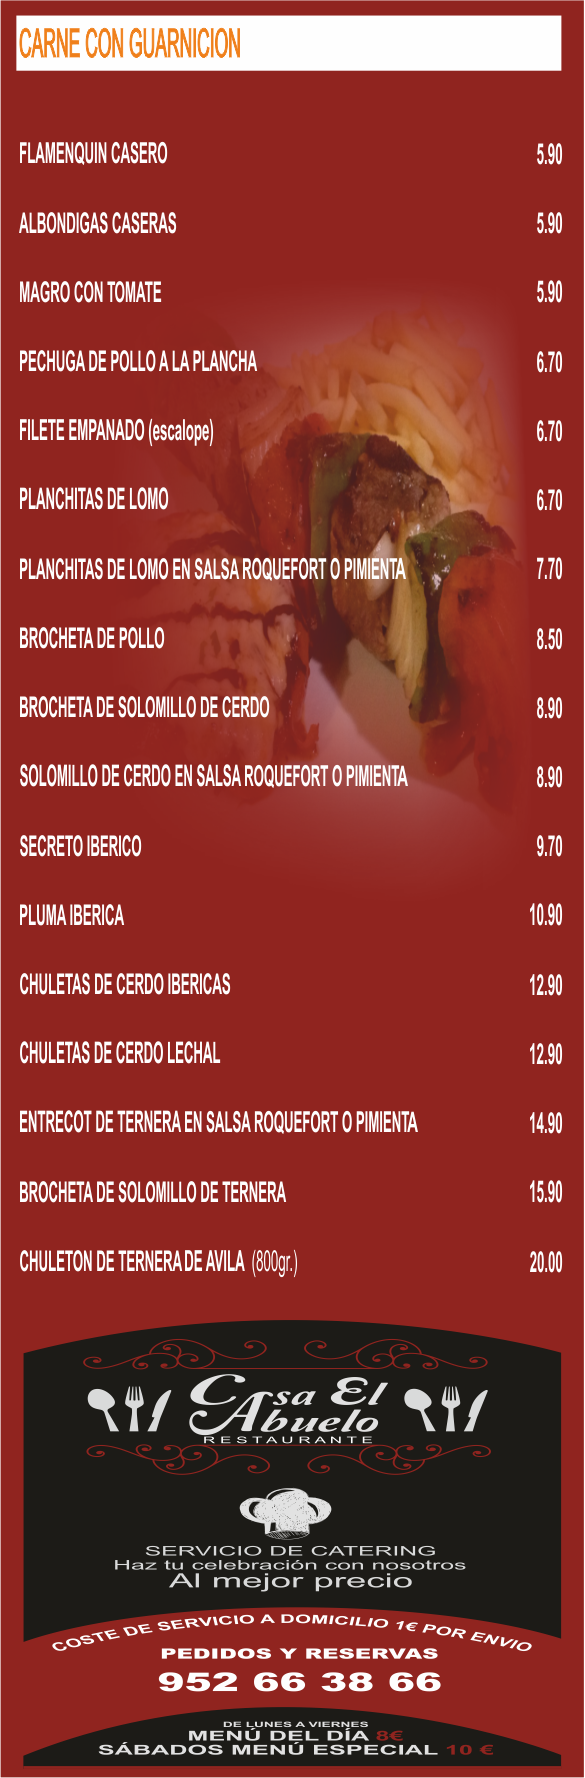 CARNE CON GUARNICION
FLAMENQUIN CASERO 5.90
ALBONDIGAS CASERAS 5.90
MAGRO CON TOMATE 5.90
PECHUGA DE POLLO A LA PLANCHA 6.70
FILETE EMPANADO (escalope) 6.70
PLANCHITAS DE LOMO 6.70
PLANCHITAS DE LOMO EN SALSA ROQUEFORT O PIMIENTA 7.70
BROCHETA DE POLLO 8.50
BROCHETA DE SOLOMILLO DE CERDO 8.90
SOLOMILLO DE CERDO EN SALSA ROQUEFORT O PIMIENTA 8.90
SECRETO IBERICO 9.70
PLUMA IBERICA 10.90
CHULETAS DE CERDO IBERICAS 12.90
CHULETAS DE CERDO LECHAL 12.90
ENTRECOT DE TERNERA EN SALSA ROQUEFORT O PIMIENTA 14.90
BROCHETA DE SOLOMILLO DE TERNERA 15.90
CHULETON DE TERNERA DE AVILA (800gr.) 20.00
Casa El
Abuelo
RESTAURANTE
SERVICIO DE CATERING
Haz tu celebración con nosotros
Al mejor precio
COSTE DE SERVICIO A DOMICILIO 1€ POR ENVIO
PEDIDOS Y RESERVAS
952 66 38 66
DE LUNES A VIERNES
MENÚ DEL DÍA 8€
SÁBADOS MENÚ ESPECIAL 10 €